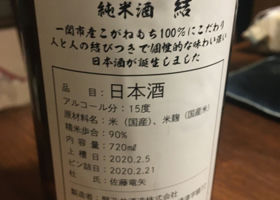 純米酒 結
一関市産こがねもち100%にこだわり
人と人の結びつきで個性的な味わい深い
日本酒が誕生しました
品目：日本酒
アルコール分：15度
原材料名：米（国産）、米麹（国産米）
精米歩合：90%
内容量：720㎖
上槽日：2020.2.5
ビン詰日：2020.2.21
杜氏：佐藤竜矢
製造者：